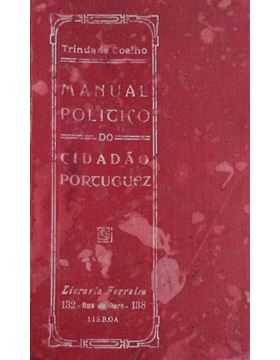 Trindade Coelho
MANUAL
POLITICO
DO
CIDADÃO
PORTUGUEZ
Livraria Ferreira
132, Rua do Ouro, 138
LISBOA